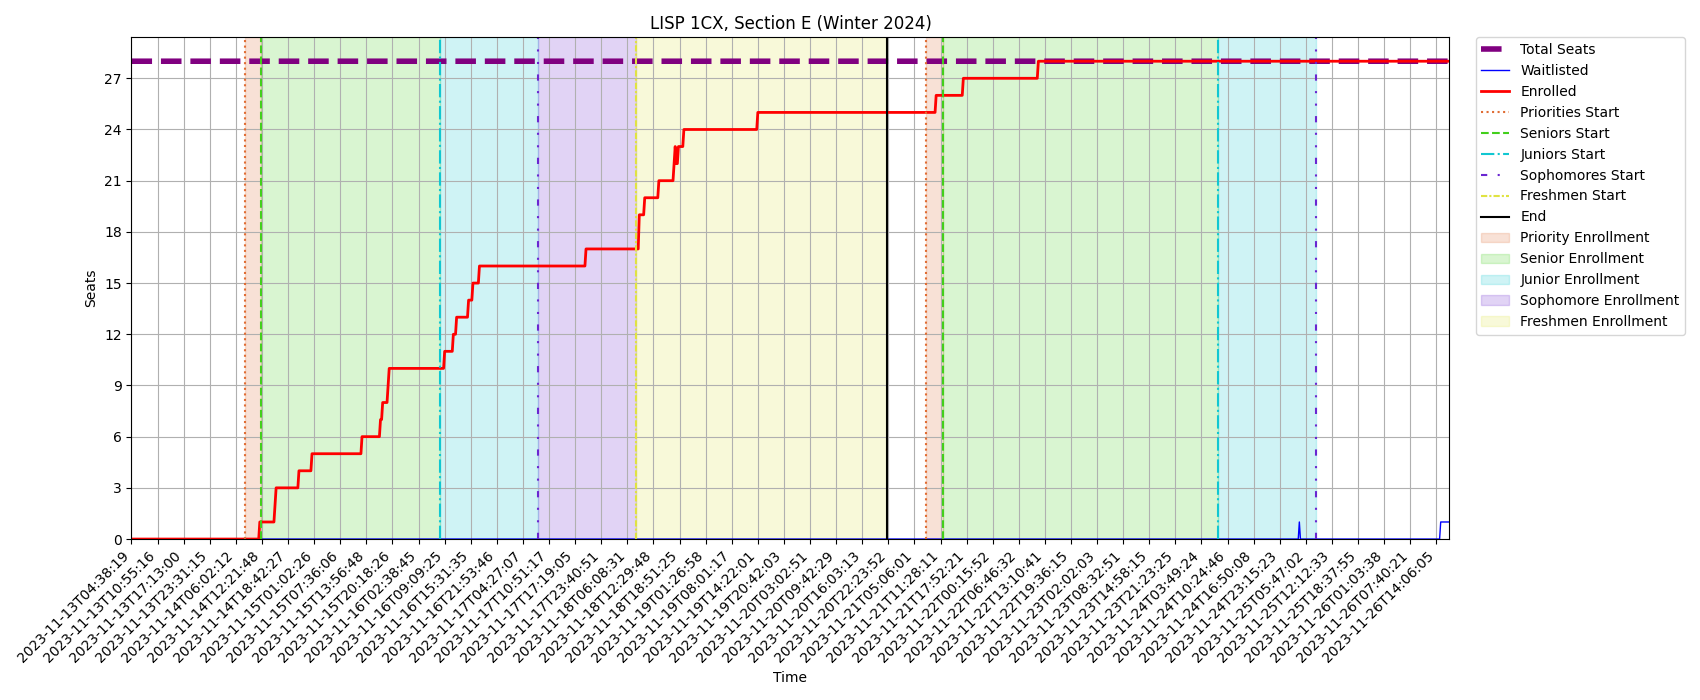 LISP 1CX, Section E (Winter 2024)
Seats
27
24
21
18
15
12
9
6
3
0
2023-11-13T04:38:19
2023-11-13T10:55:16
2023-11-13T17:13:00
2023-11-13T23:31:15
2023-11-14T06:02:12
2023-11-14T12:21:48
2023-11-14T18:42:27
2023-11-15T01:02:26
2023-11-15T07:36:06
2023-11-15T13:56:48
2023-11-15T20:18:26
2023-11-16T02:38:45
2023-11-16T09:09:25
2023-11-16T15:31:35
2023-11-16T21:53:46
2023-11-17T04:27:07
2023-11-17T10:51:17
2023-11-17T17:19:05
2023-11-17T23:40:51
2023-11-18T06:08:31
2023-11-18T12:29:48
2023-11-18T18:51:25
2023-11-19T01:26:58
2023-11-19T08:01:17
2023-11-19T14:22:01
2023-11-19T20:42:03
2023-11-20T03:02:51
2023-11-20T09:42:29
2023-11-20T16:03:13
2023-11-20T22:23:52
2023-11-21T05:06:01
2023-11-21T11:28:11
2023-11-21T17:52:21
2023-11-22T00:15:52
2023-11-22T06:46:32
2023-11-22T13:10:41
2023-11-22T19:36:15
2023-11-23T02:02:03
2023-11-23T08:32:51
2023-11-23T14:58:15
2023-11-23T21:23:25
2023-11-24T03:49:24
2023-11-24T10:24:46
2023-11-24T16:50:08
2023-11-24T23:15:23
2023-11-25T05:47:02
2023-11-25T12:12:33
2023-11-25T18:37:55
2023-11-26T01:03:38
2023-11-26T07:40:21
2023-11-26T14:06:05
Time
Total Seats
Waitlisted
Enrolled
Priorities Start
Seniors Start
Juniors Start
Sophomores Start
Freshmen Start
End
Priority Enrollment
Senior Enrollment
Junior Enrollment
Sophomore Enrollment
Freshmen Enrollment